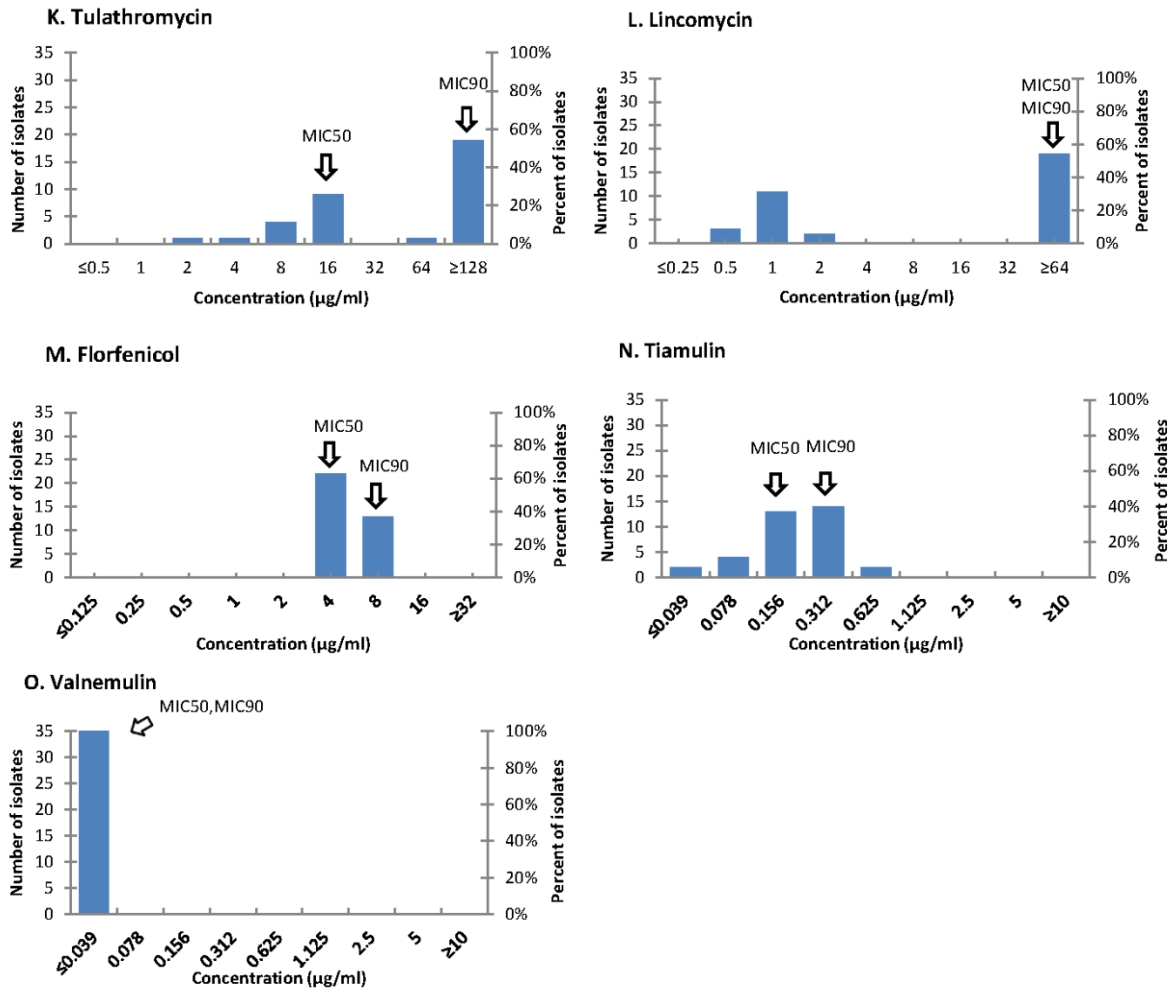 K. Tulathromycin
35
30
25
20
15
10
5
0
Number of isolates
100%
80%
60%
40%
20%
0%
Percent of isolates
MIC50
MIC90
≤0.5 1 2 4 8 16 32 64 ≥128
Concentration (µg/ml)
L. Lincomycin
35
30
25
20
15
10
5
0
Number of isolates
100%
80%
60%
40%
20%
0%
Percent of isolates
MIC50
MIC90
≤0.25 0.5 1 2 4 8 16 32 ≥64
Concentration (µg/ml)
M. Florfenicol
35
30
25
20
15
10
5
0
Number of isolates
100%
80%
60%
40%
20%
0%
Percent of isolates
MIC50
MIC90
≤0.125 0.25 0.5 1 2 4 8 16 ≥32
Concentration (µg/ml)
N. Tiamulin
35
30
25
20
15
10
5
0
Number of isolates
100%
80%
60%
40%
20%
0%
Percent of isolates
MIC50 MIC90
≤0.039 0.078 0.156 0.312 0.625 1.125 2.5 5 ≥10
Concentration (µg/ml)
O. Valnemulin
MIC50,MIC90
35
30
25
20
15
10
5
0
Number of isolates
100%
80%
60%
40%
20%
0%
Percent of isolates
≤0.039 0.078 0.156 0.312 0.625 1.125 2.5 5 ≥10
Concentration (µg/ml)